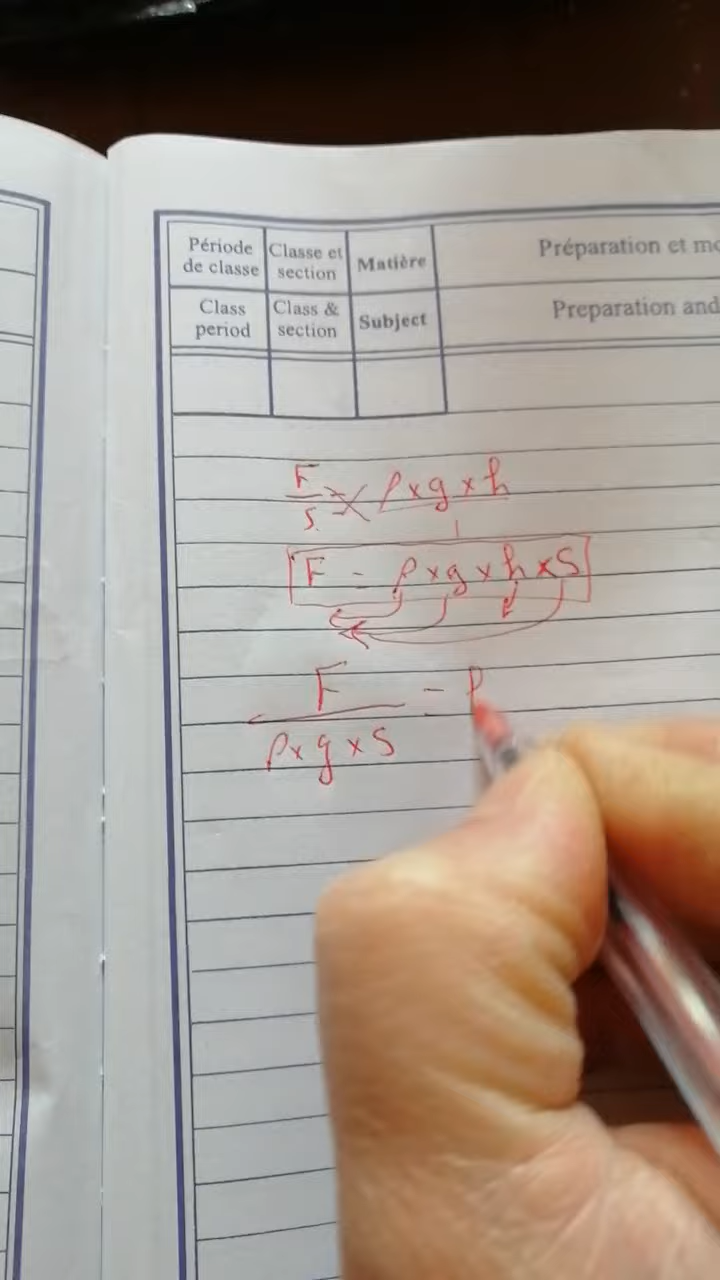 Période de classe Classe et section Matière Préparation et mo
Class period Class & section Subject Preparation and
F/S = ρ×g×h
F = ρ×g×h×S
F/ρ×g×S =